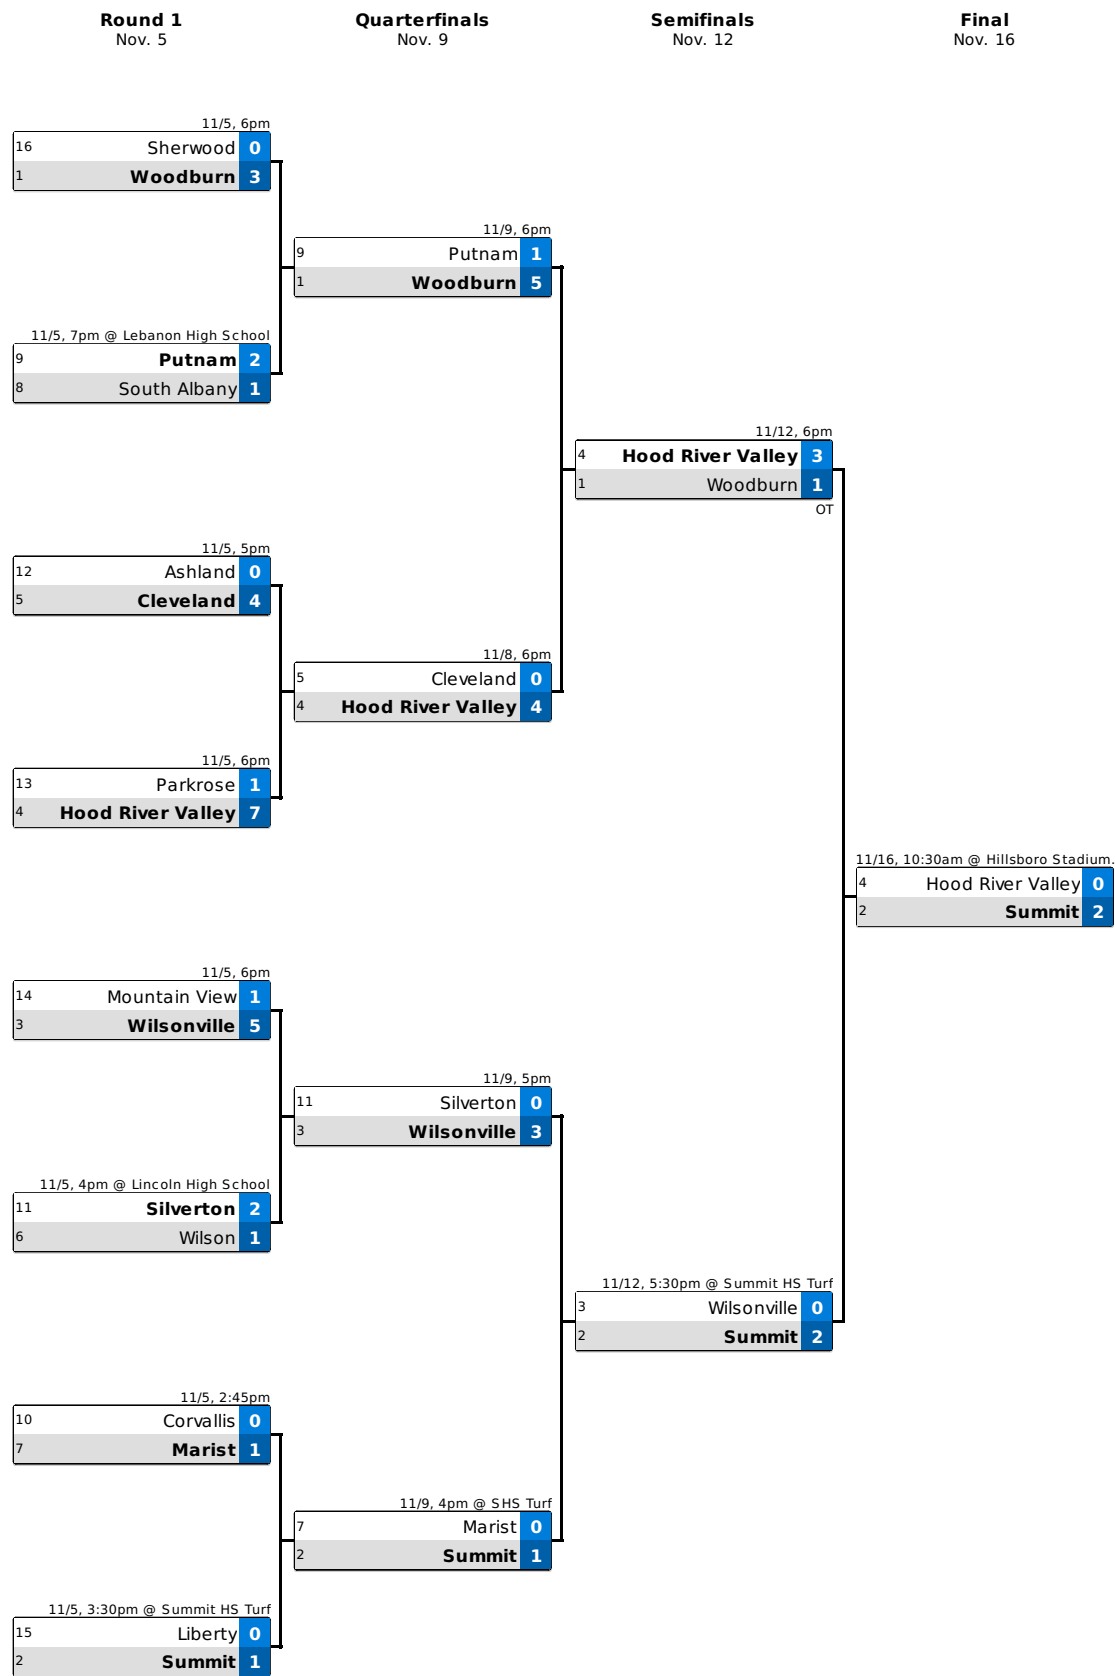 Round 1
Nov. 5
Quarterfinals
Nov. 9
Semifinals
Nov. 12
Final
Nov. 16
11/5, 6pm
16 Sherwood 0
1 Woodburn 3
11/5, 7pm @ Lebanon High School
9 Putnam 2
8 South Albany 1
11/5, 5pm
12 Ashland 0
5 Cleveland 4
11/5, 6pm
13 Parkrose 1
4 Hood River Valley 7
11/5, 6pm
14 Mountain View 1
3 Wilsonville 5
11/5, 4pm @ Lincoln High School
11 Silverton 2
6 Wilson 1
11/5, 2:45pm
10 Corvallis 0
7 Marist 1
11/5, 3:30pm @ Summit HS Turf
15 Liberty 0
2 Summit 1
11/9, 6pm
9 Putnam 1
1 Woodburn 5
11/8, 6pm
5 Cleveland 0
4 Hood River Valley 4
11/9, 5pm
11 Silverton 0
3 Wilsonville 3
11/9, 4pm @ SHS Turf
7 Marist 0
2 Summit 1
11/12, 6pm
4 Hood River Valley 3
1 Woodburn 1
OT
11/12, 5:30pm @ Summit HS Turf
3 Wilsonville 0
2 Summit 2
11/16, 10:30am @ Hillsboro Stadium.
4 Hood River Valley 0
2 Summit 2